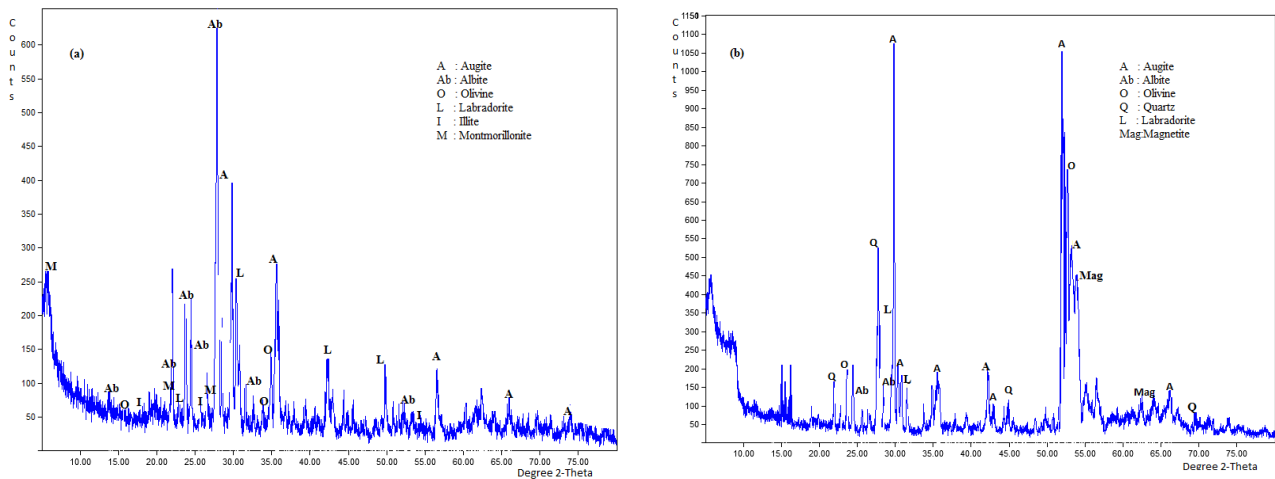 C
o
u
n
t
s
(a)
600
550
500
450
400
350
300
250
200
150
100
50
Ab
A
L
A
M
Ab
Ab
Ab
M
Ab
O
I
L
I
M
Ab
O
O
L
L
Ab
I
A
A
A
A : Augite
Ab : Albite
O : Olivine
L : Labradorite
I : Illite
M : Montmorillonite
10.00 20.00 25.00 30.00 35.00 40.00 45.00 50.00 55.00 60.00 65.00 70.00 75.00
Degree 2-Theta
C
o
u
n
t
s
(b)
1150
1100
1050
1000
950
900
850
800
750
700
650
600
550
500
450
400
350
300
250
200
150
100
50
A
A
O
Q
A
Mag
L
Q
O
Ab
Ab
A
L
A
A
A
Q
Mag
A
Q
A : Augite
Ab : Albite
O : Olivine
Q : Quartz
L : Labradorite
Mag:Magnetite
10.00 20.00 25.00 30.00 35.00 40.00 45.00 50.00 55.00 60.00 65.00 70.00 75.00
Degree 2-Theta